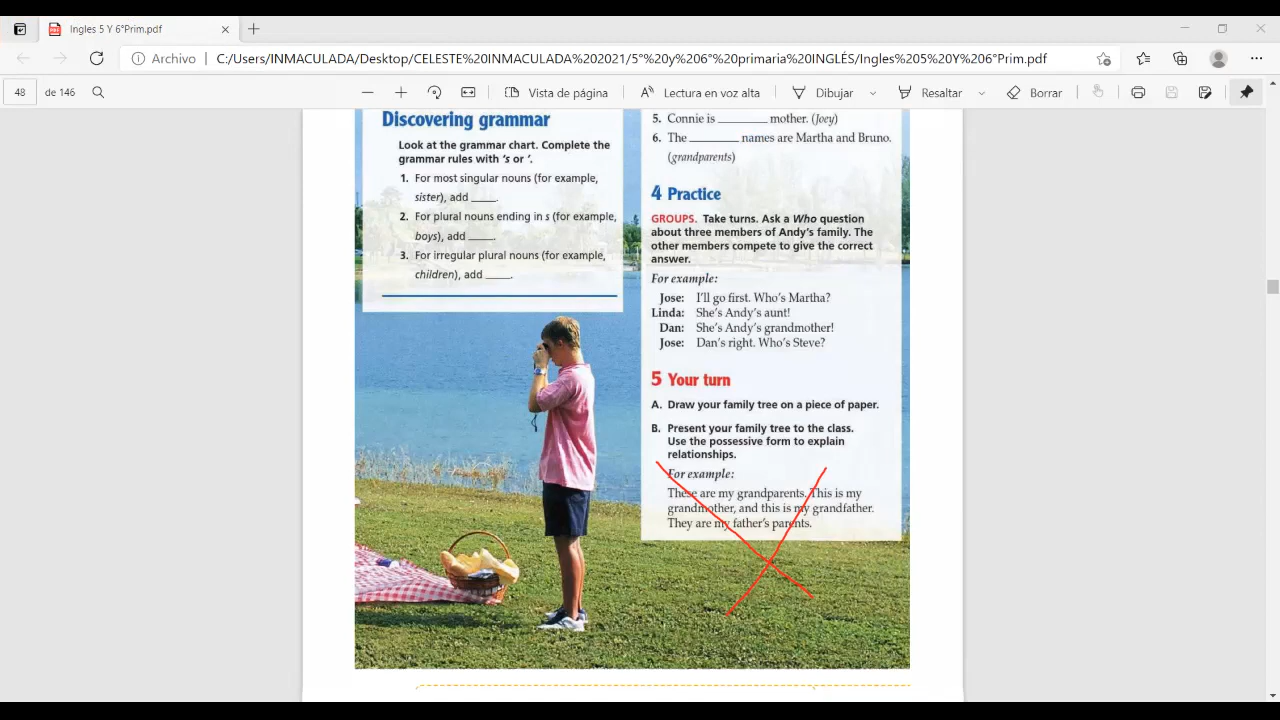 Ingles 5 Y 6°Prim.pdf
Archivo
C:/Users/INMACULADA/Desktop/CELESTE%20INMACULADA%202021/5°%20y%206°%20primaria%20INGLÉS/Ingles%205%20Y%206°Prim.pdf
48 de 146
Vista de página
Lectura en voz alta
Dibujar
Resaltar
Borrar
Discovering grammar
Look at the grammar chart. Complete the
grammar rules with 's or '.
1. For most singular nouns (for example,
sister), add ____.
2. For plural nouns ending in s (for example,
boys), add ____.
3. For irregular plural nouns (for example,
children), add ____.
5. Connie is ________ mother. (Joey)
6. The ________ names are Martha and Bruno.
(grandparents)
4 Practice
GROUPS. Take turns. Ask a Who question
about three members of Andy's family. The
other members compete to give the correct
answer.
For example:
Jose: I'll go first. Who's Martha?
Linda: She's Andy's aunt!
Dan: She's Andy's grandmother!
Jose: Dan's right. Who's Steve?
5 Your turn
A. Draw your family tree on a piece of paper.
B. Present your family tree to the class.
Use the possessive form to explain
relationships.
For example:
These are my grandparents. This is my
grandmother, and this is my grandfather.
They are my father's parents.